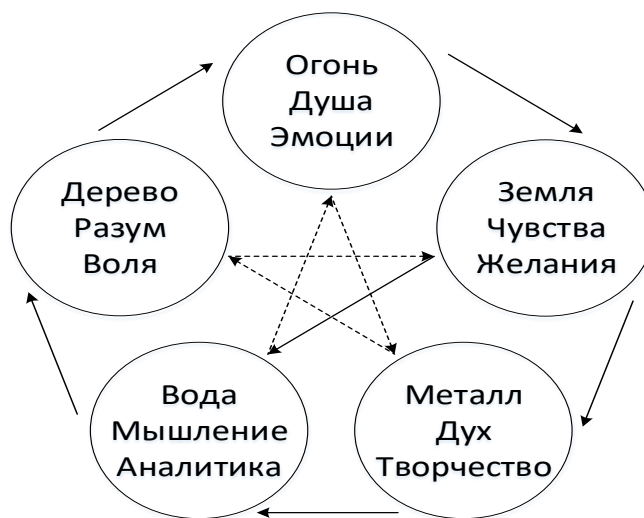 Огонь
Душа
Эмоции
Дерево
Разум
Воля
Земля
Чувства
Желания
Вода
Мышление
Аналитика
Металл
Дух
Творчество